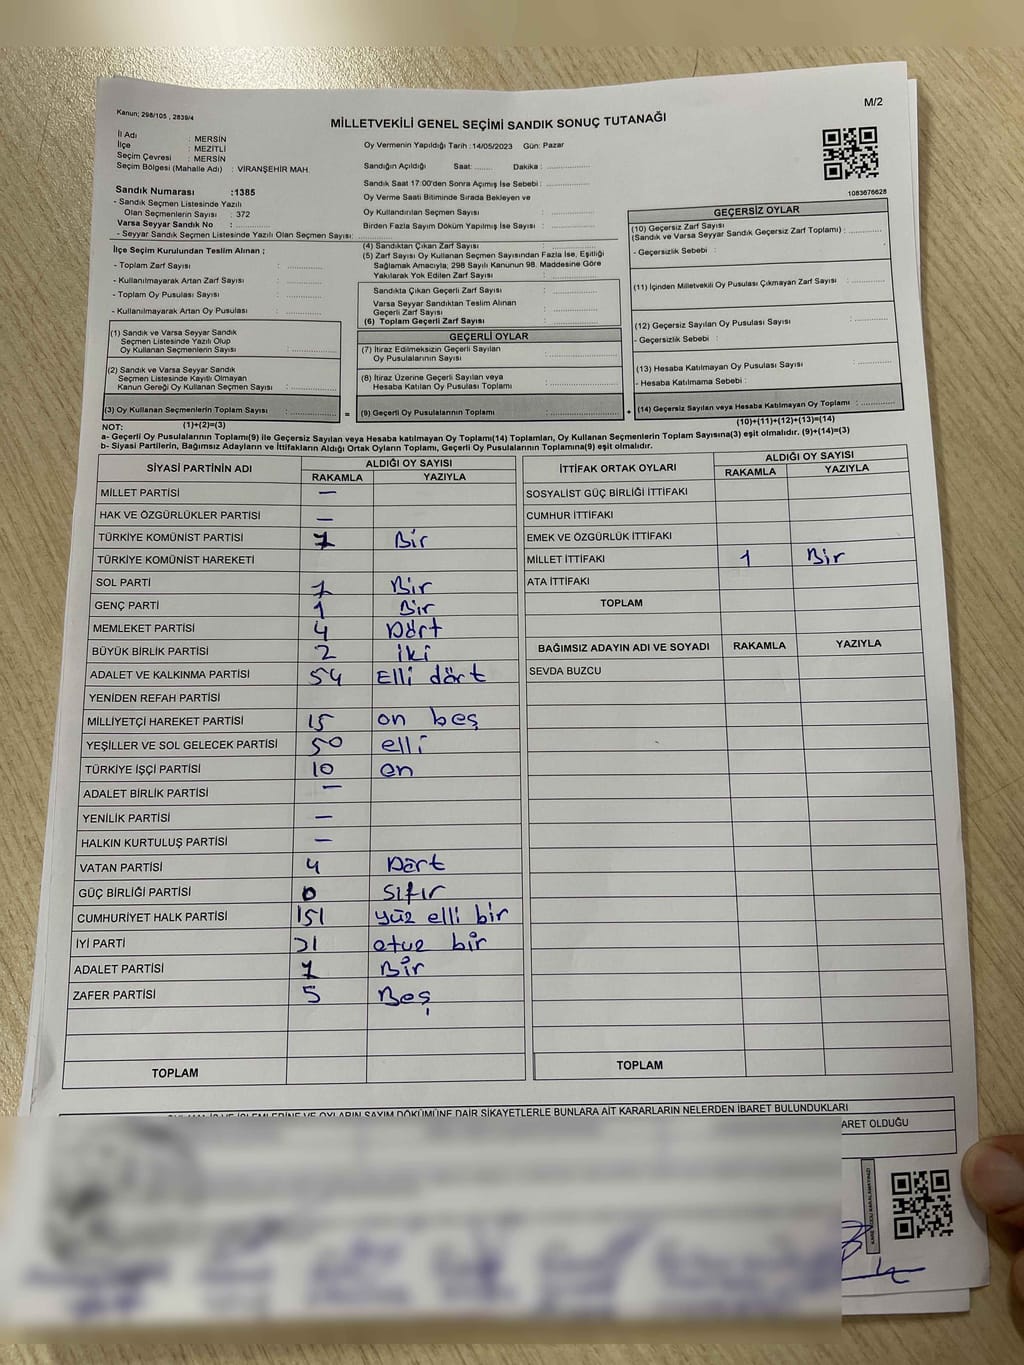 Kanun; 298/105 , 2839/4
M/2
MİLLETVEKİLİ GENEL SEÇİMİ SANDIK SONUÇ TUTANAĞI
İl Adı : MERSİN
İlçe : MEZİTLİ
Seçim Çevresi : MERSİN
Seçim Bölgesi (Mahalle Adı) : VİRANŞEHİR MAH.
Sandık Numarası :1385
- Sandık Seçmen Listesinde Yazılı
Olan Seçmenlerin Sayısı : 372
Varsa Seyyar Sandık No : ............
- Seyyar Sandık Seçmen Listesinde Yazılı Olan Seçmen Sayısı: ............
Oy Vermenin Yapıldığı Tarih : 14/05/2023 Gün: Pazar
Sandığın Açıldığı Saat: ....... Dakika : ............
Sandık Saat 17:00'den Sonra Açımış İse Sebebi : ............
Oy Verme Saati Bitiminde Sırada Bekleyen ve
Oy Kullandırılan Seçmen Sayısı : ............
Birden Fazla Sayım Döküm Yapılmış İse Sayısı : ............
1083676628
İlçe Seçim Kurulundan Teslim Alınan ;
- Toplam Zarf Sayısı : ............
- Kullanılmayarak Artan Zarf Sayısı : ............
- Toplam Oy Pusulası Sayısı : ............
- Kullanılmayarak Artan Oy Pusulası : ............
(1) Sandık ve Varsa Seyyar Sandık
Seçmen Listesinde Yazılı Olup
Oy Kullanan Seçmenlerin Sayısı : ............
(2) Sandık ve Varsa Seyyar Sandık
Seçmen Listesinde Kayıtlı Olmayan
Kanun Gereği Oy Kullanan Seçmen Sayısı : ............
(3) Oy Kullanan Seçmenlerin Toplam Sayısı : ............ =
(4) Sandıktan Çıkan Zarf Sayısı : ............
(5) Zarf Sayısı Oy Kullanan Seçmen Sayısından Fazla İse, Eşitliği
Sağlamak Amacıyla, 298 Sayılı Kanunun 98. Maddesine Göre
Yakılarak Yok Edilen Zarf Sayısı : ............
Sandıkta Çıkan Geçerli Zarf Sayısı : ............
Varsa Seyyar Sandıktan Teslim Alınan
Geçerli Zarf Sayısı : ............
(6) Toplam Geçerli Zarf Sayısı : ............
GEÇERLİ OYLAR
(7) İtiraz Edilmeksizin Geçerli Sayılan
Oy Pusulalarının Sayısı : ............
(8) İtiraz Üzerine Geçerli Sayılan veya
Hesaba Katılan Oy Pusulası Toplamı : ............
(9) Geçerli Oy Pusulalarının Toplamı : ............ +
GEÇERSİZ OYLAR
(10) Geçersiz Zarf Sayısı
(Sandık ve Varsa Seyyar Sandık Geçersiz Zarf Toplamı) : ............
- Geçersizlik Sebebi :
(11) İçinden Milletvekili Oy Pusulası Çıkmayan Zarf Sayısı : ............
(12) Geçersiz Sayılan Oy Pusulası Sayısı : ............
- Geçersizlik Sebebi :
(13) Hesaba Katılmayan Oy Pusulası Sayısı : ............
- Hesaba Katılmama Sebebi :
(14) Geçersiz Sayılan veya Hesaba Katılmayan Oy Toplamı : ............
NOT: (1)+(2)=(3) (10)+(11)+(12)+(13)=(14)
a- Geçerli Oy Pusulalarının Toplamı(9) ile Geçersiz Sayılan veya Hesaba katılmayan Oy Toplamı(14) Toplamları, Oy Kullanan Seçmenlerin Toplam Sayısına(3) eşit olmalıdır. (9)+(14)=(3)
b- Siyasi Partilerin, Bağımsız Adayların ve İttifakların Aldığı Ortak Oyların Toplamı, Geçerli Oy Pusulalarının Toplamına(9) eşit olmalıdır.
SİYASİ PARTİNİN ADI ALDIĞI OY SAYISI
RAKAMLA YAZIYLA
MİLLET PARTİSİ —
HAK VE ÖZGÜRLÜKLER PARTİSİ —
TÜRKİYE KOMÜNİST PARTİSİ 1 Bir
TÜRKİYE KOMÜNİST HAREKETİ
SOL PARTİ 1 Bir
GENÇ PARTİ 1 Bir
MEMLEKET PARTİSİ 4 Dört
BÜYÜK BİRLİK PARTİSİ 2 iki
ADALET VE KALKINMA PARTİSİ 54 Elli dört
YENİDEN REFAH PARTİSİ
MİLLİYETÇİ HAREKET PARTİSİ 15 on beş
YEŞİLLER VE SOL GELECEK PARTİSİ 50 elli
TÜRKİYE İŞÇİ PARTİSİ 10 on
ADALET BİRLİK PARTİSİ —
YENİLİK PARTİSİ —
HALKIN KURTULUŞ PARTİSİ —
VATAN PARTİSİ 4 Dört
GÜÇ BİRLİĞİ PARTİSİ 0 sıfır
CUMHURİYET HALK PARTİSİ 151 yüz elli bir
İYİ PARTİ 31 otuz bir
ADALET PARTİSİ 1 Bir
ZAFER PARTİSİ 5 Beş
TOPLAM
İTTİFAK ORTAK OYLARI ALDIĞI OY SAYISI
RAKAMLA YAZIYLA
SOSYALİST GÜÇ BİRLİĞİ İTTİFAKI
CUMHUR İTTİFAKI
EMEK VE ÖZGÜRLÜK İTTİFAKI
MİLLET İTTİFAKI 1 Bir
ATA İTTİFAKI
TOPLAM
BAĞIMSIZ ADAYIN ADI VE SOYADI RAKAMLA YAZIYLA
SEVDA BUZCU
TOPLAM
İŞLEMLERİNE VE OYLARIN SAYIM DÖKÜMÜNE DAİR ŞİKAYETLERLE BUNLARA AİT KARARLARIN NELERDEN İBARET BULUNDUKLARI
ARET OLDUĞU